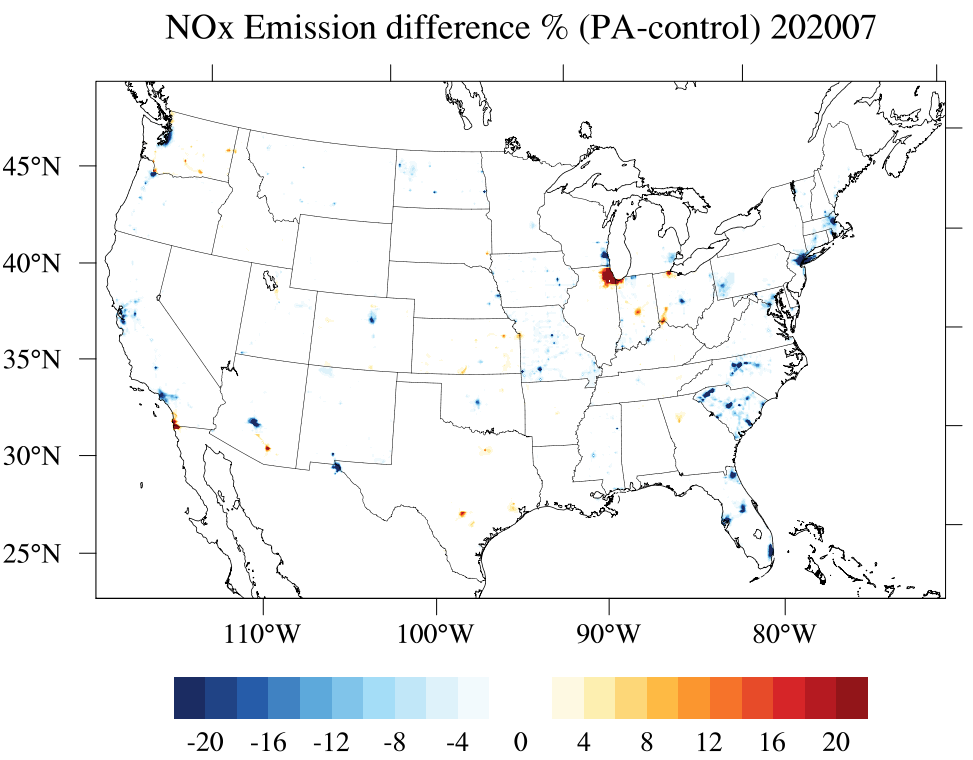 NOx Emission difference % (PA-control) 202007
45°N
40°N
35°N
30°N
25°N
110°W 100°W 90°W 80°W
-20 -16 -12 -8 -4 0 4 8 12 16 20